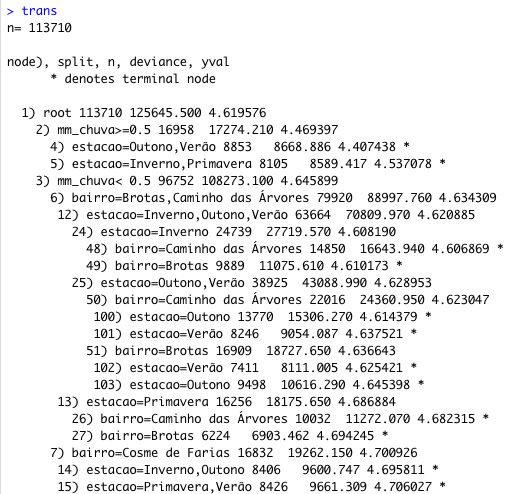 > trans
n= 113710

node), split, n, deviance, yval
      * denotes terminal node

  1) root 113710 125645.500 4.619576
    2) mm_chuva>=0.5 16958  17274.210 4.469397
      4) estacao=Outono,Verão 8853   8668.886 4.407438 *
      5) estacao=Inverno,Primavera 8105   8589.417 4.537078 *
    3) mm_chuva< 0.5 96752 108273.100 4.645899
      6) bairro=Brotas,Caminho das Árvores 79920  88997.760 4.634309
       12) estacao=Inverno,Outono,Verão 63664  70809.970 4.620885
         24) estacao=Inverno 24739  27719.570 4.608190
           48) bairro=Caminho das Árvores 14850  16643.940 4.606869 *
           49) bairro=Brotas 9889  11075.610 4.610173 *
         25) estacao=Outono,Verão 38925  43088.990 4.628953
           50) bairro=Caminho das Árvores 22016  24360.950 4.623047
            100) estacao=Outono 13770  15306.270 4.614379 *
            101) estacao=Verão 8246   9054.087 4.637521 *
           51) bairro=Brotas 16909  18727.650 4.636643
            102) estacao=Verão 7411   8111.005 4.625421 *
            103) estacao=Outono 9498  10616.290 4.645398 *
       13) estacao=Primavera 16256  18175.650 4.686884
         26) bairro=Caminho das Árvores 10032  11272.070 4.682315 *
         27) bairro=Brotas 6224   6903.462 4.694245 *
      7) bairro=Cosme de Farias 16832  19262.150 4.700926
       14) estacao=Inverno,Outono 8406   9600.747 4.695811 *
       15) estacao=Primavera,Verão 8426   9661.309 4.706027 *